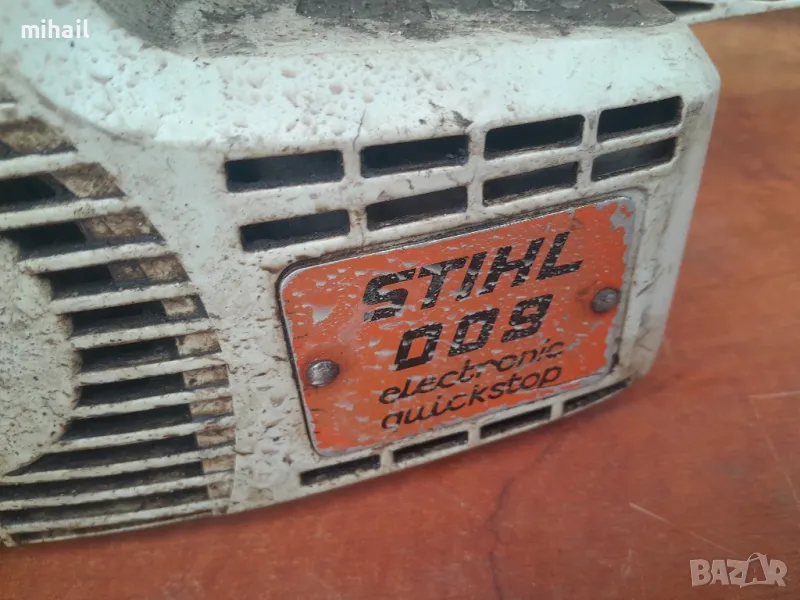 mihail
STIHL
009
electronic
quickstop
BAZAR